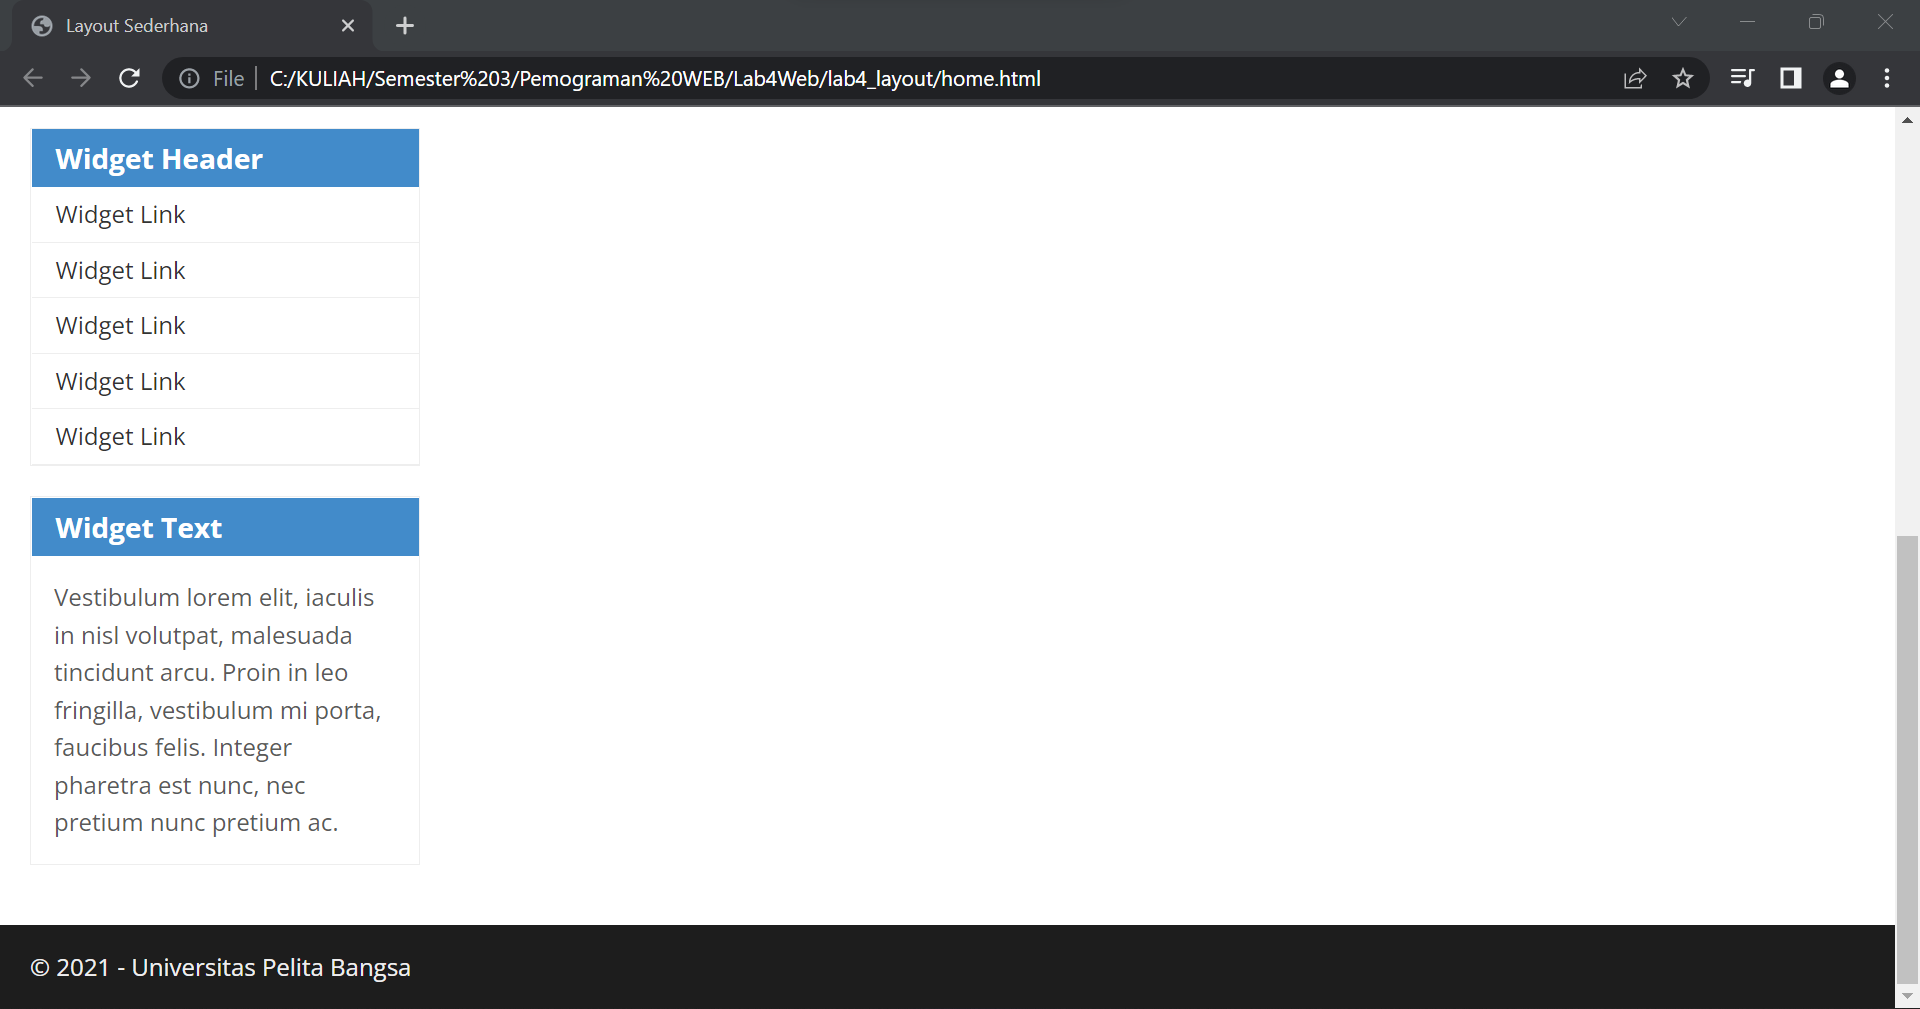 Layout Sederhana
File C:/KULIAH/Semester%203/Pemograman%20WEB/Lab4Web/lab4_layout/home.html
Widget Header
Widget Link
Widget Link
Widget Link
Widget Link
Widget Link
Widget Text
Vestibulum lorem elit, iaculis
in nisl volutpat, malesuada
tincidunt arcu. Proin in leo
fringilla, vestibulum mi porta,
faucibus felis. Integer
pharetra est nunc, nec
pretium nunc pretium ac.
© 2021 - Universitas Pelita Bangsa